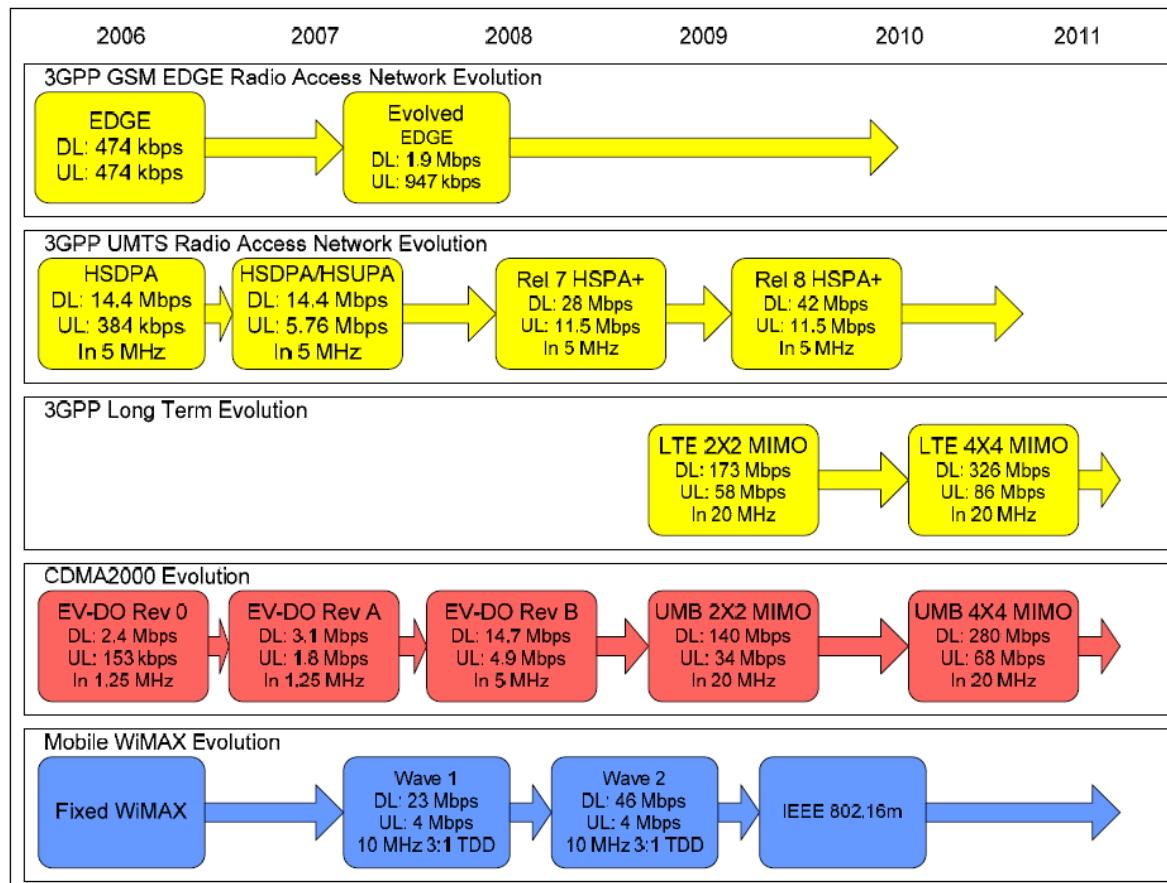 2006 2007 2008 2009 2010 2011
3GPP GSM EDGE Radio Access Network Evolution
EDGE
DL: 474 kbps
UL: 474 kbps
Evolved
EDGE
DL: 1.9 Mbps
UL: 947 kbps
3GPP UMTS Radio Access Network Evolution
HSDPA
DL: 14.4 Mbps
UL: 384 kbps
In 5 MHz
HSDPA/HSUPA
DL: 14.4 Mbps
UL: 5.76 Mbps
In 5 MHz
Rel 7 HSPA+
DL: 28 Mbps
UL: 11.5 Mbps
In 5 MHz
Rel 8 HSPA+
DL: 42 Mbps
UL: 11.5 Mbps
In 5 MHz
3GPP Long Term Evolution
LTE 2X2 MIMO
DL: 173 Mbps
UL: 58 Mbps
In 20 MHz
LTE 4X4 MIMO
DL: 326 Mbps
UL: 86 Mbps
In 20 MHz
CDMA2000 Evolution
EV-DO Rev 0
DL: 2.4 Mbps
UL: 153 kbps
In 1.25 MHz
EV-DO Rev A
DL: 3.1 Mbps
UL: 1.8 Mbps
In 1.25 MHz
EV-DO Rev B
DL: 14.7 Mbps
UL: 4.9 Mbps
In 5 MHz
UMB 2X2 MIMO
DL: 140 Mbps
UL: 34 Mbps
In 20 MHz
UMB 4X4 MIMO
DL: 280 Mbps
UL: 68 Mbps
In 20 MHz
Mobile WiMAX Evolution
Fixed WiMAX
Wave 1
DL: 23 Mbps
UL: 4 Mbps
10 MHz 3:1 TDD
Wave 2
DL: 46 Mbps
UL: 4 Mbps
10 MHz 3:1 TDD
IEEE 802.16m